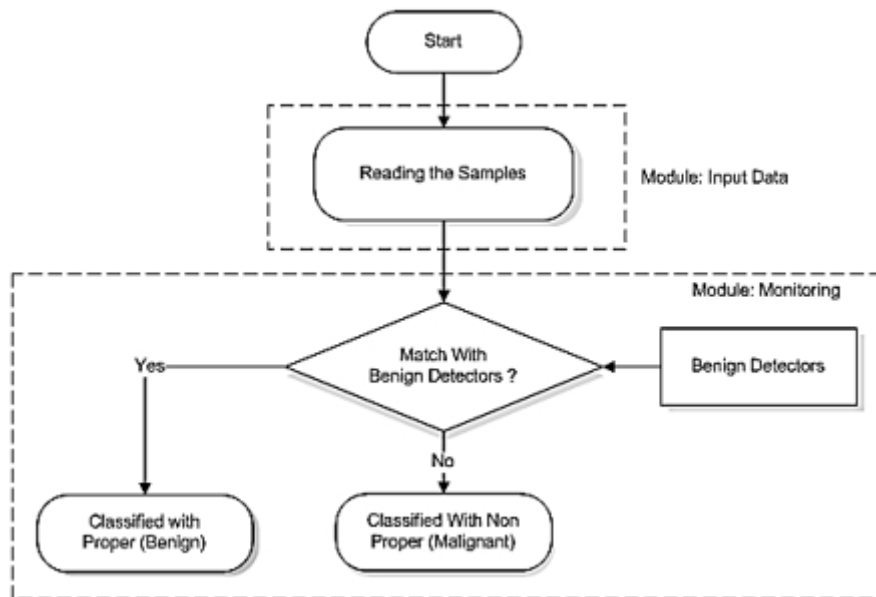 Start
Reading the Samples
Module: Input Data
Module: Monitoring
Match With
Benign Detectors ?
Benign Detectors
Yes
No
Classified with
Proper (Benign)
Classified With Non
Proper (Malignant)